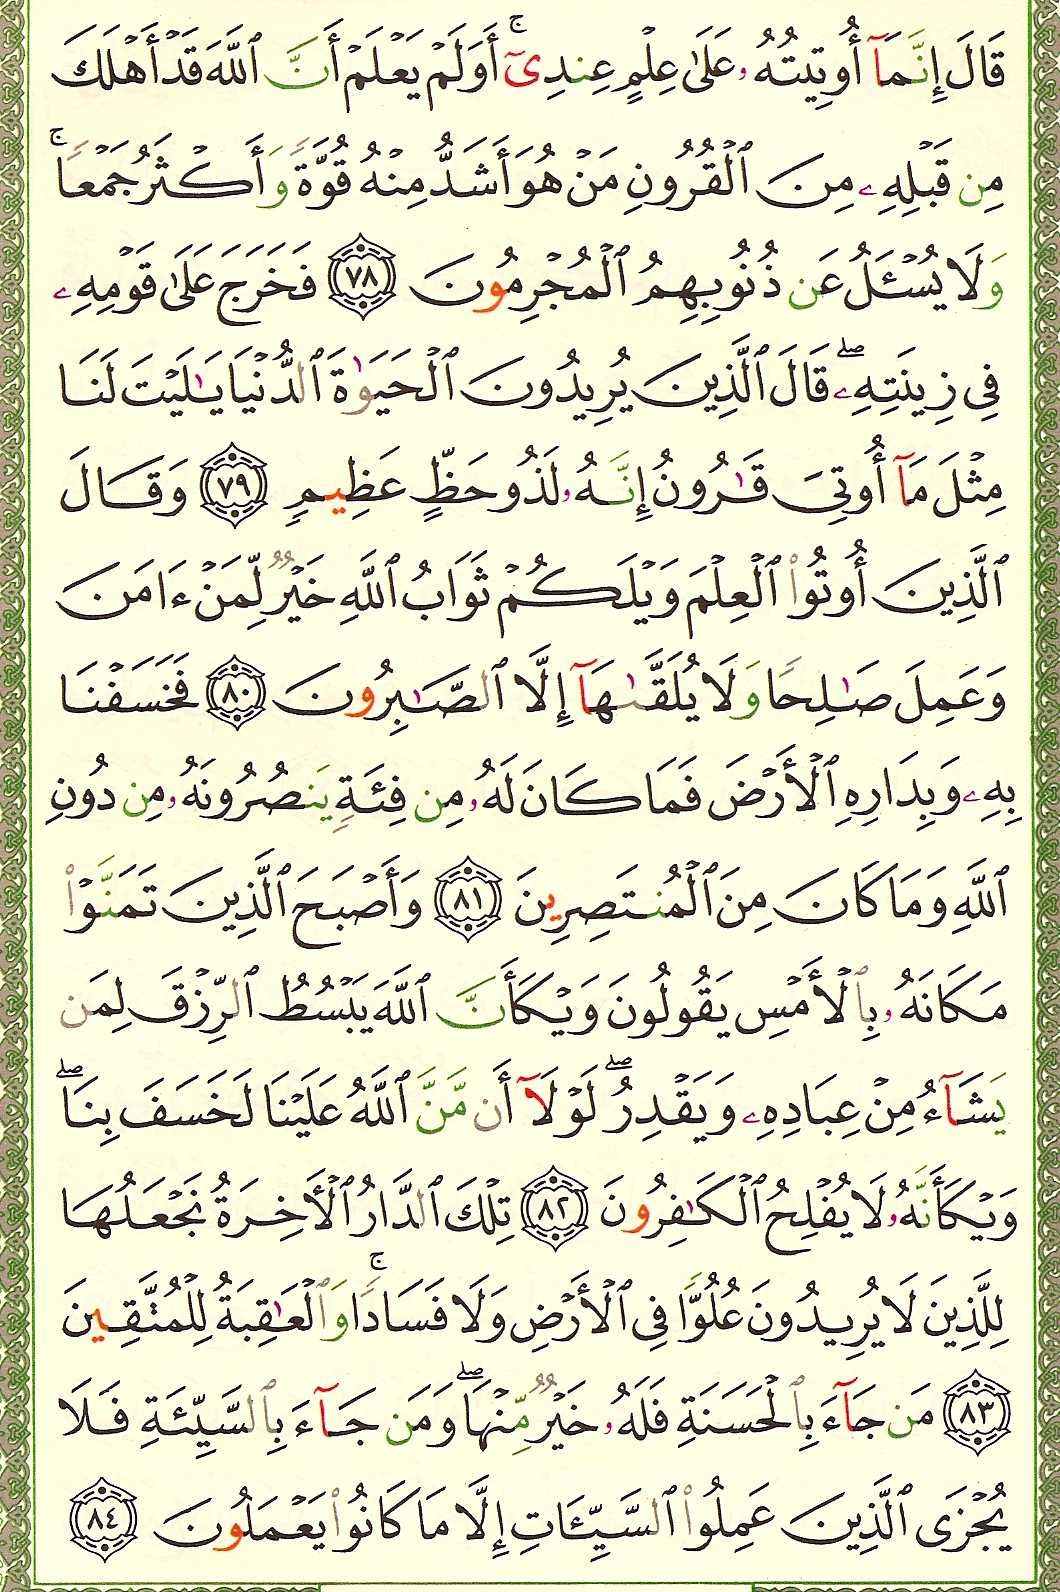 قَالَ إِنَّمَآ أُوتِيتُهُۥ عَلَىٰ عِلْمٍ عِندِىٓ ۚ أَوَلَمْ يَعْلَمْ أَنَّ ٱللَّهَ قَدْ أَهْلَكَ
مِن قَبْلِهِۦ مِنَ ٱلْقُرُونِ مَنْ هُوَ أَشَدُّ مِنْهُ قُوَّةً وَأَكْثَرُ جَمْعًا ۚ
وَلَا يُسْـَٔلُ عَن ذُنُوبِهِمُ ٱلْمُجْرِمُونَ ٧٨ فَخَرَجَ عَلَىٰ قَوْمِهِۦ
فِى زِينَتِهِۦ ۖ قَالَ ٱلَّذِينَ يُرِيدُونَ ٱلْحَيَوٰةَ ٱلدُّنْيَا يَـٰلَيْتَ لَنَا
مِثْلَ مَآ أُوتِىَ قَـٰرُونُ إِنَّهُۥ لَذُو حَظٍّ عَظِيمٍ ٧٩ وَقَالَ
ٱلَّذِينَ أُوتُوا۟ ٱلْعِلْمَ وَيْلَكُمْ ثَوَابُ ٱللَّهِ خَيْرٌ لِّمَنْ ءَامَنَ
وَعَمِلَ صَـٰلِحًا وَلَا يُلَقَّىٰهَآ إِلَّا ٱلصَّـٰبِرُونَ ٨٠ فَخَسَفْنَا
بِهِۦ وَبِدَارِهِ ٱلْأَرْضَ فَمَا كَانَ لَهُۥ مِن فِئَةٍ يَنصُرُونَهُۥ مِن دُونِ
ٱللَّهِ وَمَا كَانَ مِنَ ٱلْمُنتَصِرِينَ ٨١ وَأَصْبَحَ ٱلَّذِينَ تَمَنَّوْا۟
مَكَانَهُۥ بِٱلْأَمْسِ يَقُولُونَ وَيْكَأَنَّ ٱللَّهَ يَبْسُطُ ٱلرِّزْقَ لِمَن
يَشَآءُ مِنْ عِبَادِهِۦ وَيَقْدِرُ ۖ لَوْلَآ أَن مَّنَّ ٱللَّهُ عَلَيْنَا لَخَسَفَ بِنَا ۖ
وَيْكَأَنَّهُۥ لَا يُفْلِحُ ٱلْكَـٰفِرُونَ ٨٢ تِلْكَ ٱلدَّارُ ٱلْأَخِرَةُ نَجْعَلُهَا
لِلَّذِينَ لَا يُرِيدُونَ عُلُوًّا فِى ٱلْأَرْضِ وَلَا فَسَادًا ۚ وَٱلْعَـٰقِبَةُ لِلْمُتَّقِينَ
٨٣ مَن جَآءَ بِٱلْحَسَنَةِ فَلَهُۥ خَيْرٌ مِّنْهَا ۖ وَمَن جَآءَ بِٱلسَّيِّئَةِ فَلَا
يُجْزَى ٱلَّذِينَ عَمِلُوا۟ ٱلسَّيِّـَٔاتِ إِلَّا مَا كَانُوا۟ يَعْمَلُونَ ٨٤